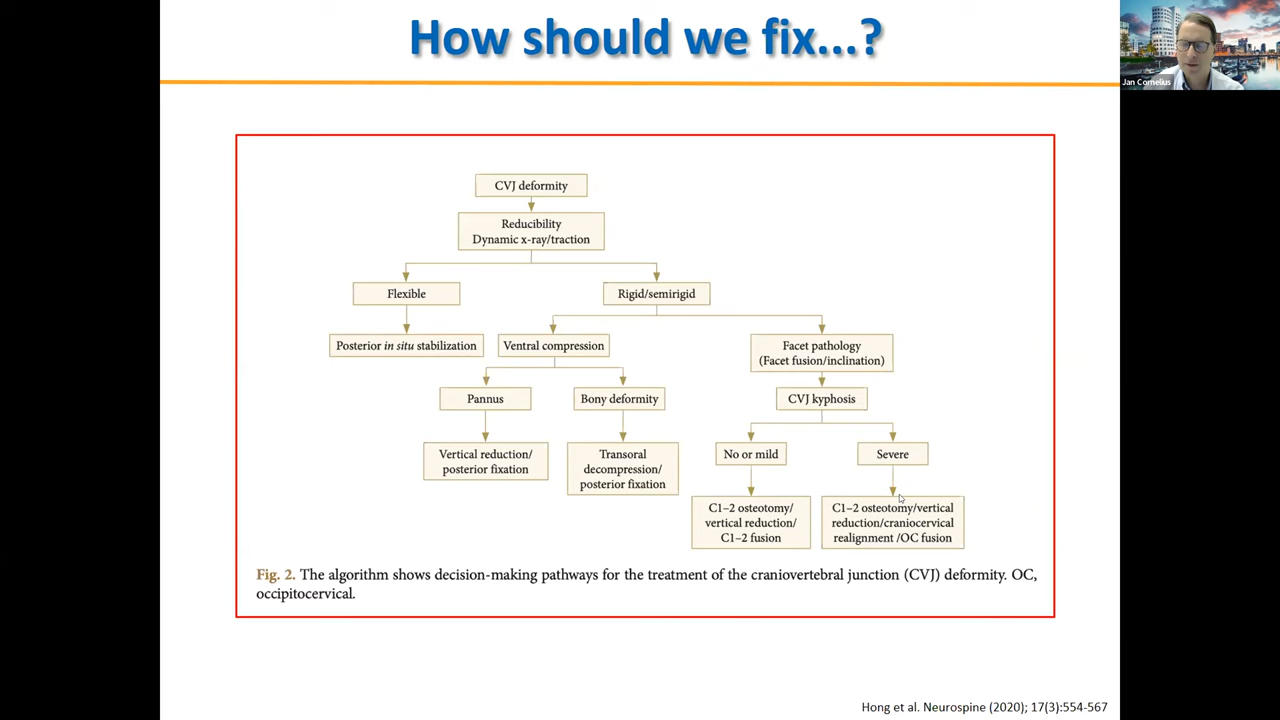 How should we fix...?
Jan Cornelius
CVJ deformity
Reducibility
Dynamic x-ray/traction
Flexible
Rigid/semirigid
Posterior in situ stabilization
Ventral compression
Facet pathology
(Facet fusion/inclination)
Pannus
Bony deformity
CVJ kyphosis
Vertical reduction/
posterior fixation
Transoral
decompression/
posterior fixation
No or mild
Severe
C1–2 osteotomy/
vertical reduction/
C1–2 fusion
C1–2 osteotomy/vertical
reduction/craniocervical
realignment /OC fusion
Fig. 2. The algorithm shows decision-making pathways for the treatment of the craniovertebral junction (CVJ) deformity. OC,
occipitocervical.
Hong et al. Neurospine (2020); 17(3):554-567